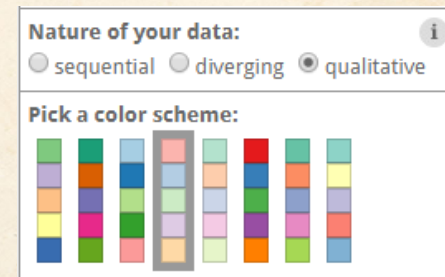 Nature of your data:
i
sequential diverging qualitative
Pick a color scheme: